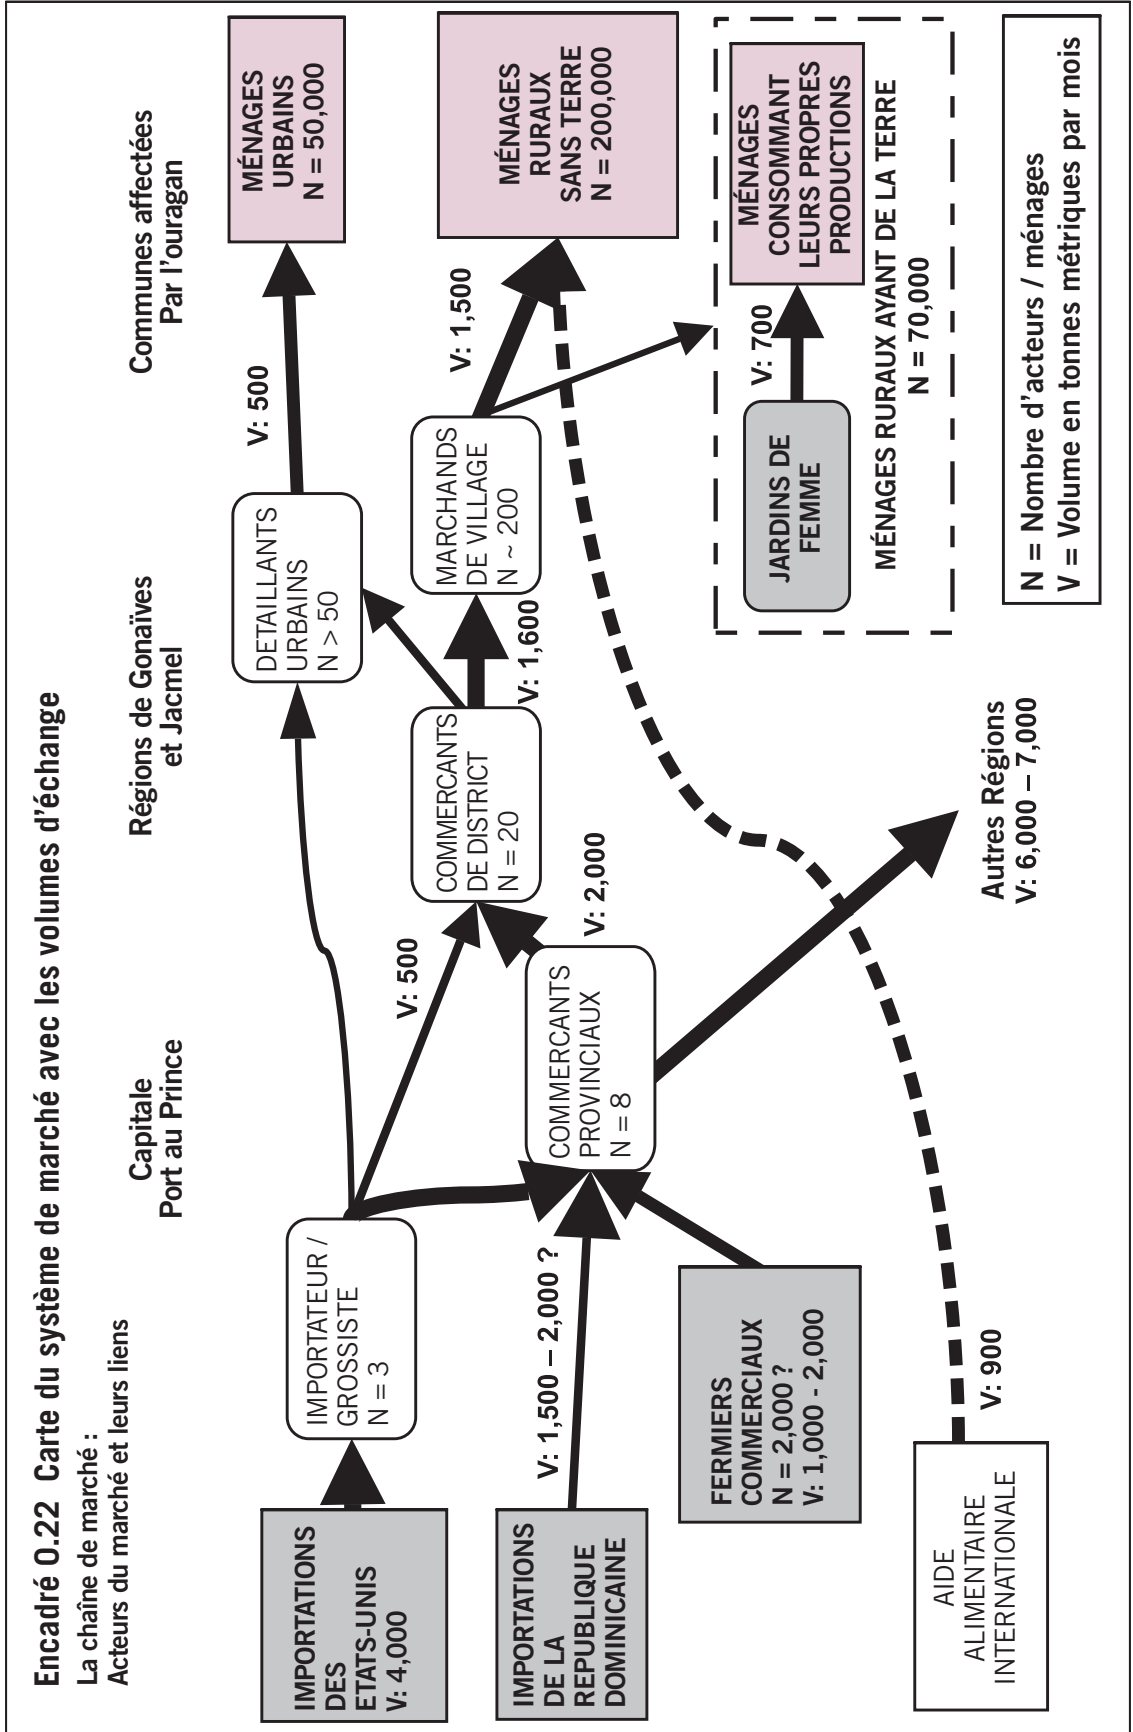 Encadré 0.22 Carte du système de marché avec les volumes d'échange
La chaîne de marché :
Acteurs du marché et leurs liens
Capitale
Port au Prince
Régions de Gonaïves
et Jacmel
Communes affectées
Par l'ouragan
IMPORTATIONS
DES
ETATS-UNIS
V: 4,000
IMPORTATEUR /
GROSSISTE
N = 3
DETAILLANTS
URBAINS
N > 50
V: 500
MÉNAGES
URBAINS
N = 50,000
V: 500
IMPORTATIONS
DE LA
REPUBLIQUE
DOMINICAINE
V: 1,500 – 2,000 ?
COMMERCANTS
PROVINCIAUX
N = 8
V: 2,000
COMMERCANTS
DE DISTRICT
N = 20
V: 1,600
MARCHANDS
DE VILLAGE
N ~ 200
V: 1,500
MÉNAGES
RURAUX
SANS TERRE
N = 200,000
FERMIERS
COMMERCIAUX
N = 2,000 ?
V: 1,000 - 2,000
JARDINS DE
FEMME
V: 700
MÉNAGES
CONSOMMANT
LEURS PROPRES
PRODUCTIONS
MÉNAGES RURAUX AYANT DE LA TERRE
N = 70,000
AIDE
ALIMENTAIRE
INTERNATIONALE
V: 900
Autres Régions
V: 6,000 – 7,000
N = Nombre d'acteurs / ménages
V = Volume en tonnes métriques par mois